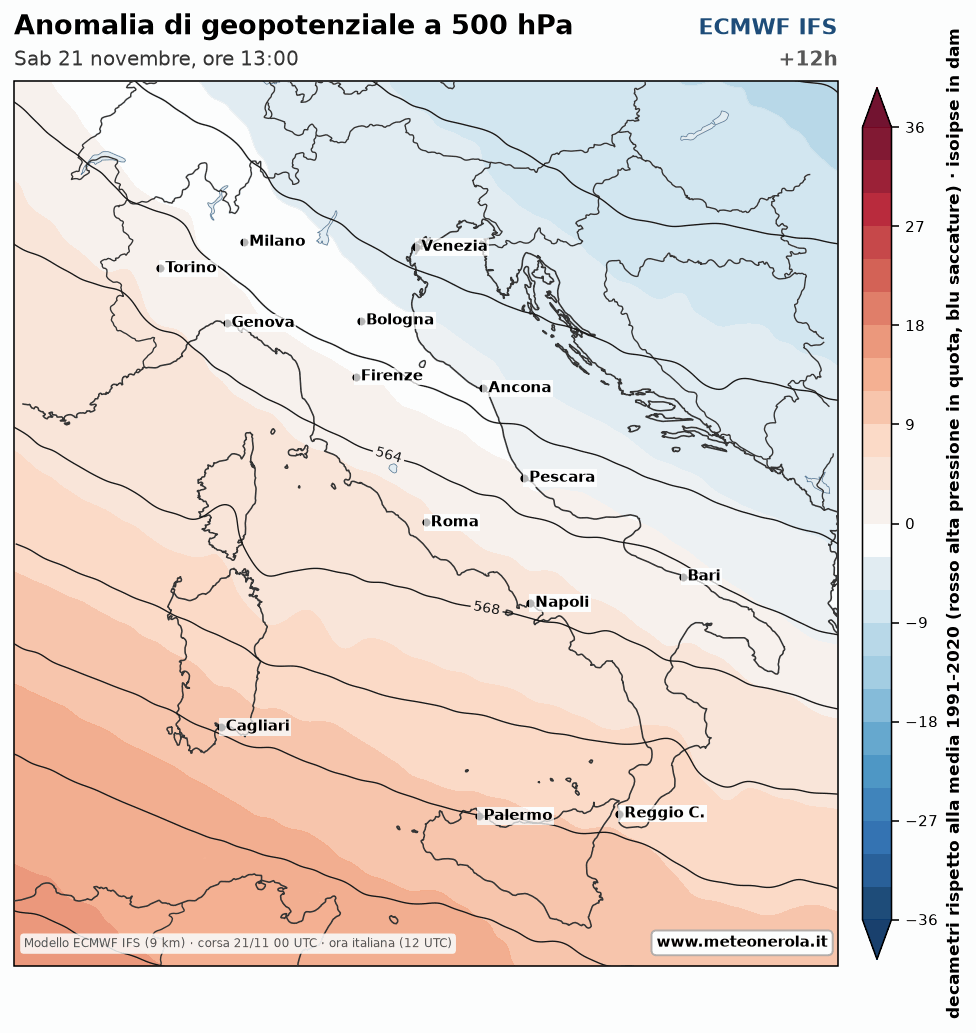 Anomalia di geopotenziale a 500 hPa
ECMWF IFS
Sab 21 novembre, ore 13:00
+12h
Milano
Venezia
Torino
Genova
Bologna
Firenze
Ancona
564
Pescara
Roma
Bari
568
Napoli
Cagliari
Palermo
Reggio C.
Modello ECMWF IFS (9 km) · corsa 21/11 00 UTC · ora italiana (12 UTC)
www.meteonerola.it
36
27
18
9
0
−9
−18
−27
−36
decametri rispetto alla media 1991-2020 (rosso alta pressione in quota, blu saccature) · isoipse in dam